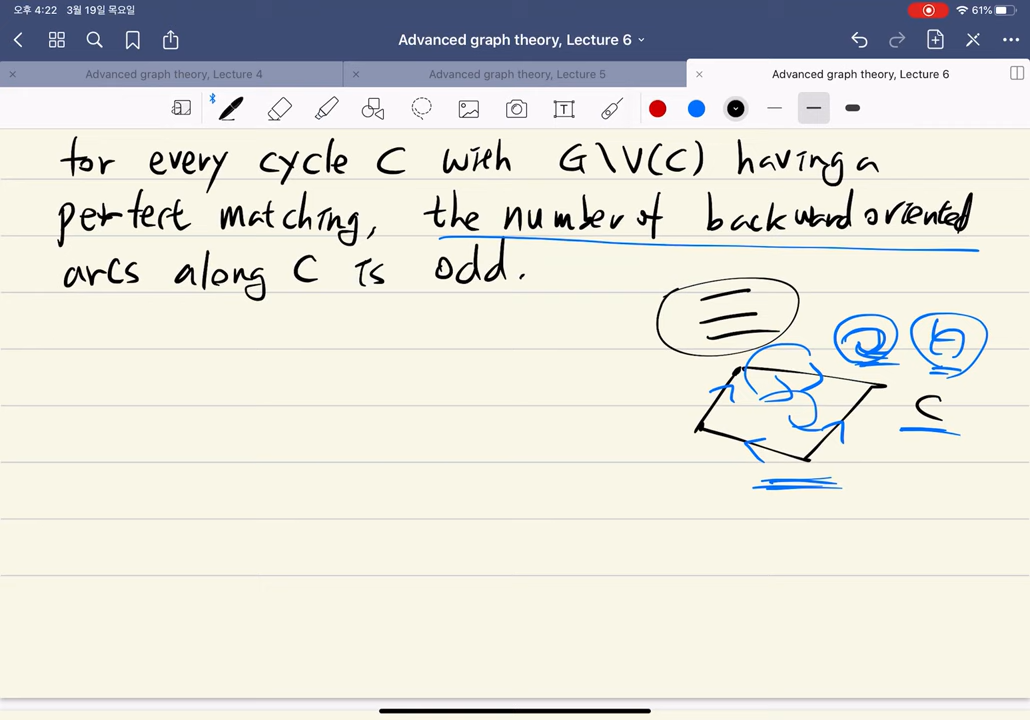 오후 4:22 3월 19일 목요일
61%
Advanced graph theory, Lecture 6
Advanced graph theory, Lecture 4
Advanced graph theory, Lecture 5
Advanced graph theory, Lecture 6
for every cycle C with G\V(C) having a
perfect matching, the number of backward oriented
arcs along C is odd.
C